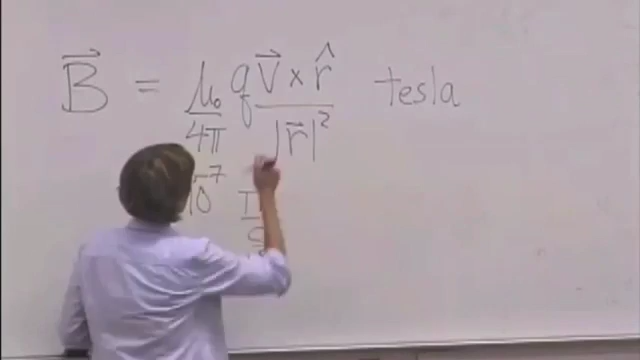 B⃗ = μ₀/4π q v⃗ × r̂ / |r⃗|² tesla
10⁻⁷
s